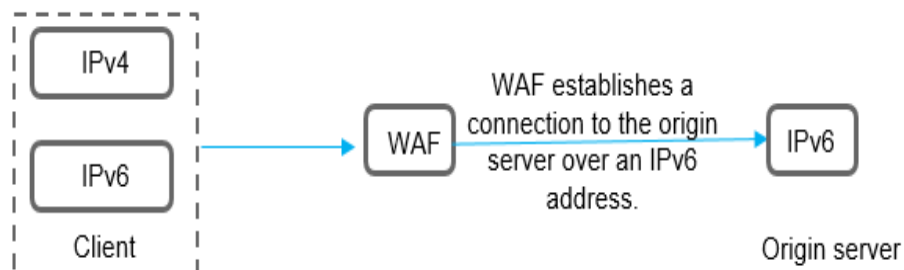 IPv4
IPv6
Client
WAF
WAF establishes a
connection to the origin
server over an IPv6
address.
IPv6
Origin server